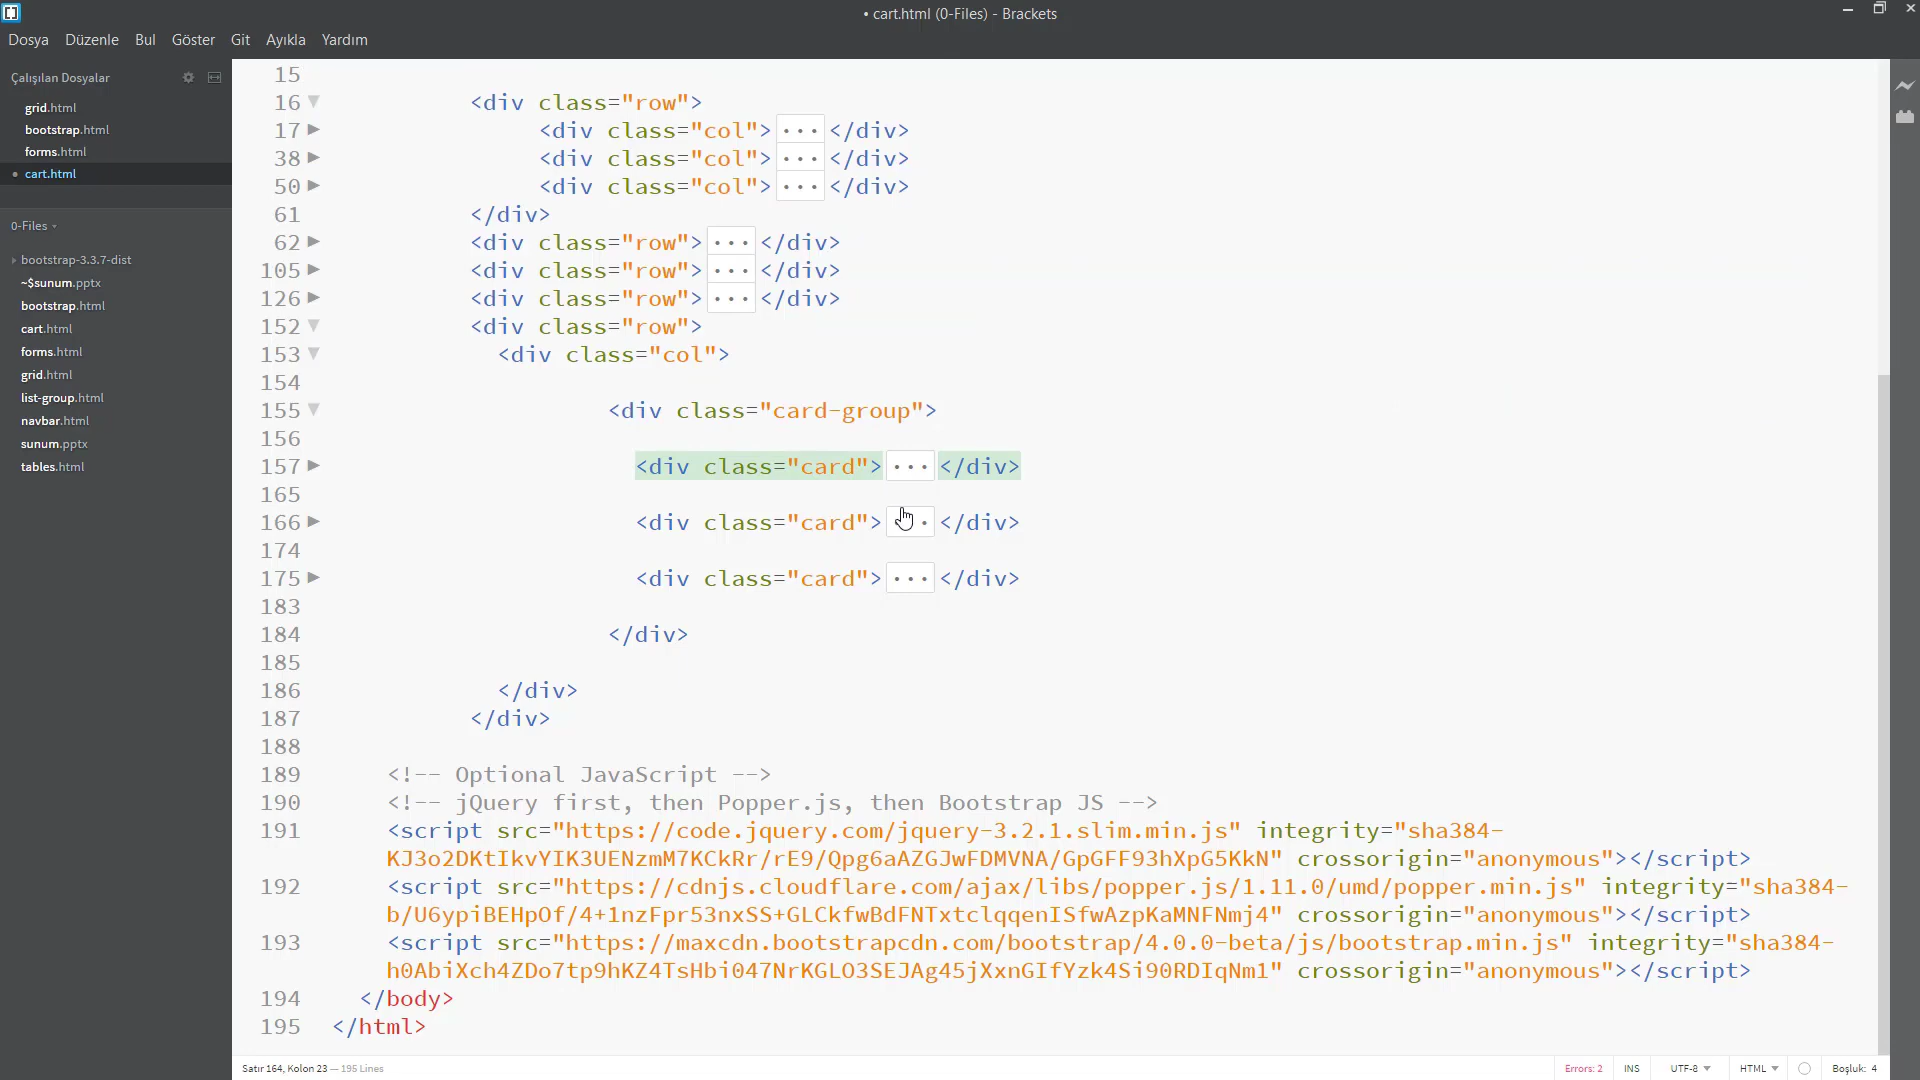 • cart.html (0-Files) - Brackets
Dosya Düzenle Bul Göster Git Ayıkla Yardım
Çalışılan Dosyalar
grid.html
bootstrap.html
forms.html
• cart.html
0-Files
bootstrap-3.3.7-dist
~$sunum.pptx
bootstrap.html
cart.html
forms.html
grid.html
list-group.html
navbar.html
sunum.pptx
tables.html
15
16 <div class="row">
17 <div class="col">...</div>
38 <div class="col">...</div>
50 <div class="col">...</div>
61 </div>
62 <div class="row">...</div>
105 <div class="row">...</div>
126 <div class="row">...</div>
152 <div class="row">
153 <div class="col">
154
155 <div class="card-group">
156
157 <div class="card">...</div>
165
166 <div class="card">...</div>
174
175 <div class="card">...</div>
183
184 </div>
185
186 </div>
187 </div>
188
189 <!-- Optional JavaScript -->
190 <!-- jQuery first, then Popper.js, then Bootstrap JS -->
191 <script src="https://code.jquery.com/jquery-3.2.1.slim.min.js" integrity="sha384-
KJ3o2DKtIkvYIK3UENzmM7KCkRr/rE9/Qpg6aAZGJwFDMVNA/GpGFF93hXpG5KkN" crossorigin="anonymous"></script>
192 <script src="https://cdnjs.cloudflare.com/ajax/libs/popper.js/1.11.0/umd/popper.min.js" integrity="sha384-
b/U6ypiBEHpOf/4+1nzFpr53nxSS+GLCkfwBdFNTxtclqqenISfwAzpKaMNFNmj4" crossorigin="anonymous"></script>
193 <script src="https://maxcdn.bootstrapcdn.com/bootstrap/4.0.0-beta/js/bootstrap.min.js" integrity="sha384-
h0AbiXch4ZDo7tp9hKZ4TsHbi047NrKGLO3SEJAg45jXxnGIfYzk4Si90RDIqNm1" crossorigin="anonymous"></script>
194 </body>
195 </html>
Satır 164, Kolon 23 — 195 Lines
Errors: 2 INS UTF-8 HTML Boşluk: 4